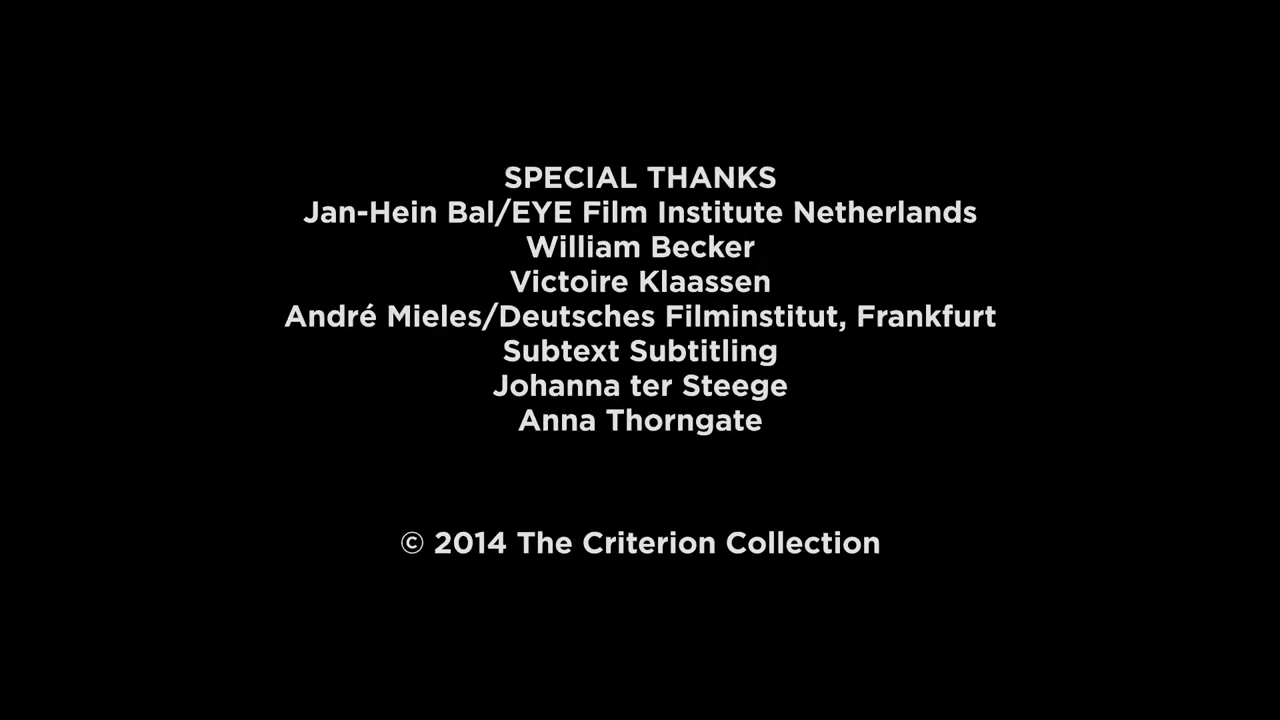 SPECIAL THANKS
Jan-Hein Bal/EYE Film Institute Netherlands
William Becker
Victoire Klaassen
André Mieles/Deutsches Filminstitut, Frankfurt
Subtext Subtitling
Johanna ter Steege
Anna Thorngate
© 2014 The Criterion Collection